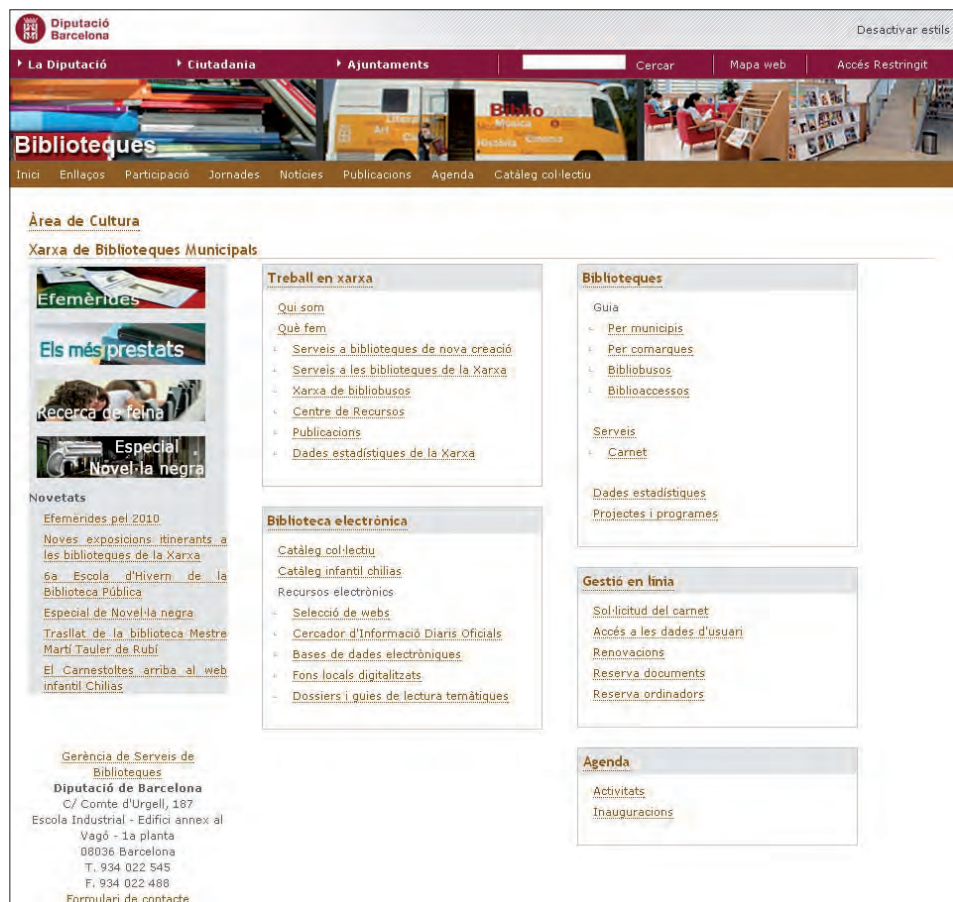 Diputació
Barcelona
Desactivar estils
La Diputació
Ciutadania
Ajuntaments
Cercar
Mapa web
Accés Restringit
Biblioteques
Literatura
Art
Biblio
Música
Història
Cinema
Inici Enllaços Participació Jornades Notícies Publicacions Agenda Catàleg col·lectiu
Àrea de Cultura
Xarxa de Biblioteques Municipals
Efemèrides
Els més prestats
Recerca de feina
Especial
Novel·la negra
Novetats
Efemèrides pel 2010
Noves exposicions itinerants a
les biblioteques de la Xarxa
6a Escola d'Hivern de la
Biblioteca Pública
Especial de Novel·la negra
Trasllat de la biblioteca Mestre
Martí Tauler de Rubí
El Carnestoltes arriba al web
infantil Chilias
Gerència de Serveis de
Biblioteques
Diputació de Barcelona
C/ Comte d'Urgell, 187
Escola Industrial - Edifici annex al
Vagó - 1a planta
08036 Barcelona
T. 934 022 545
F. 934 022 488
Formulari de contacte
Treball en xarxa
Qui som
Què fem
Serveis a biblioteques de nova creació
Serveis a les biblioteques de la Xarxa
Xarxa de bibliobusos
Centre de Recursos
Publicacions
Dades estadístiques de la Xarxa
Biblioteca electrònica
Catàleg col·lectiu
Catàleg infantil chilias
Recursos electrònics
Selecció de webs
Cercador d'Informació Diaris Oficials
Bases de dades electròniques
Fons locals digitalitzats
Dossiers i guies de lectura temàtiques
Biblioteques
Guia
Per municipis
Per comarques
Bibliobusos
Biblioaccessos
Serveis
Carnet
Dades estadístiques
Projectes i programes
Gestió en línia
Sol·licitud del carnet
Accés a les dades d'usuari
Renovacions
Reserva documents
Reserva ordinadors
Agenda
Activitats
Inauguracions